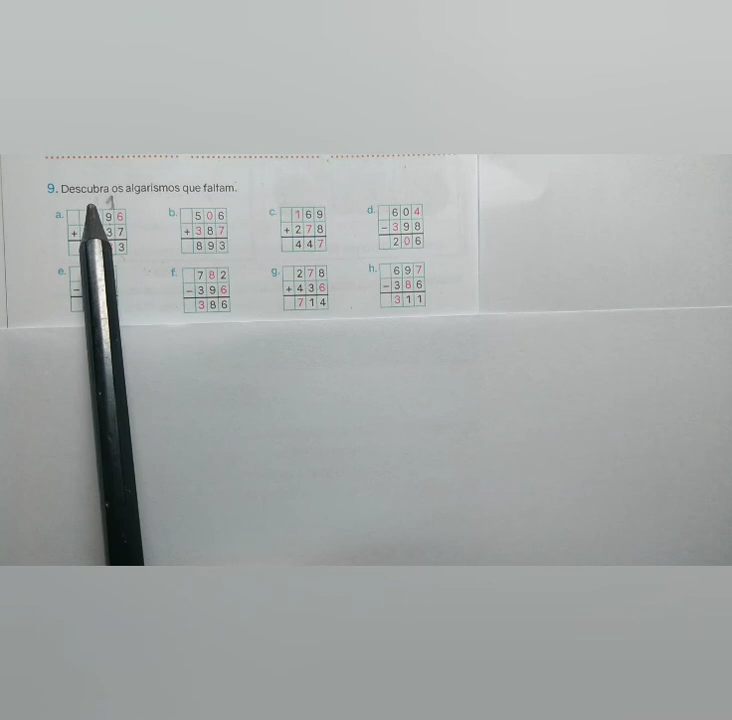 9. Descubra os algarismos que faltam.
1
a. 9 6 b. 5 0 6 c. 1 6 9 d. 6 0 4
+ 3 7 + 3 8 7 + 2 7 8 - 3 9 8
3 8 9 3 4 4 7 2 0 6
e. f. 7 8 2 g. 2 7 8 h. 6 9 7
- - 3 9 6 + 4 3 6 - 3 8 6
3 8 6 7 1 4 3 1 1